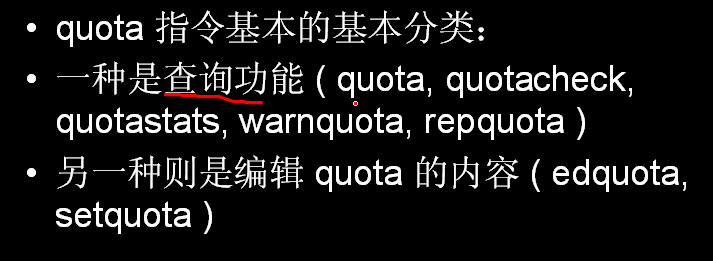 • quota 指令基本的基本分类：
• 一种是查询功能 ( quota, quotacheck,
quotastats, warnquota, repquota )
• 另一种则是编辑 quota 的内容 ( edquota,
setquota )